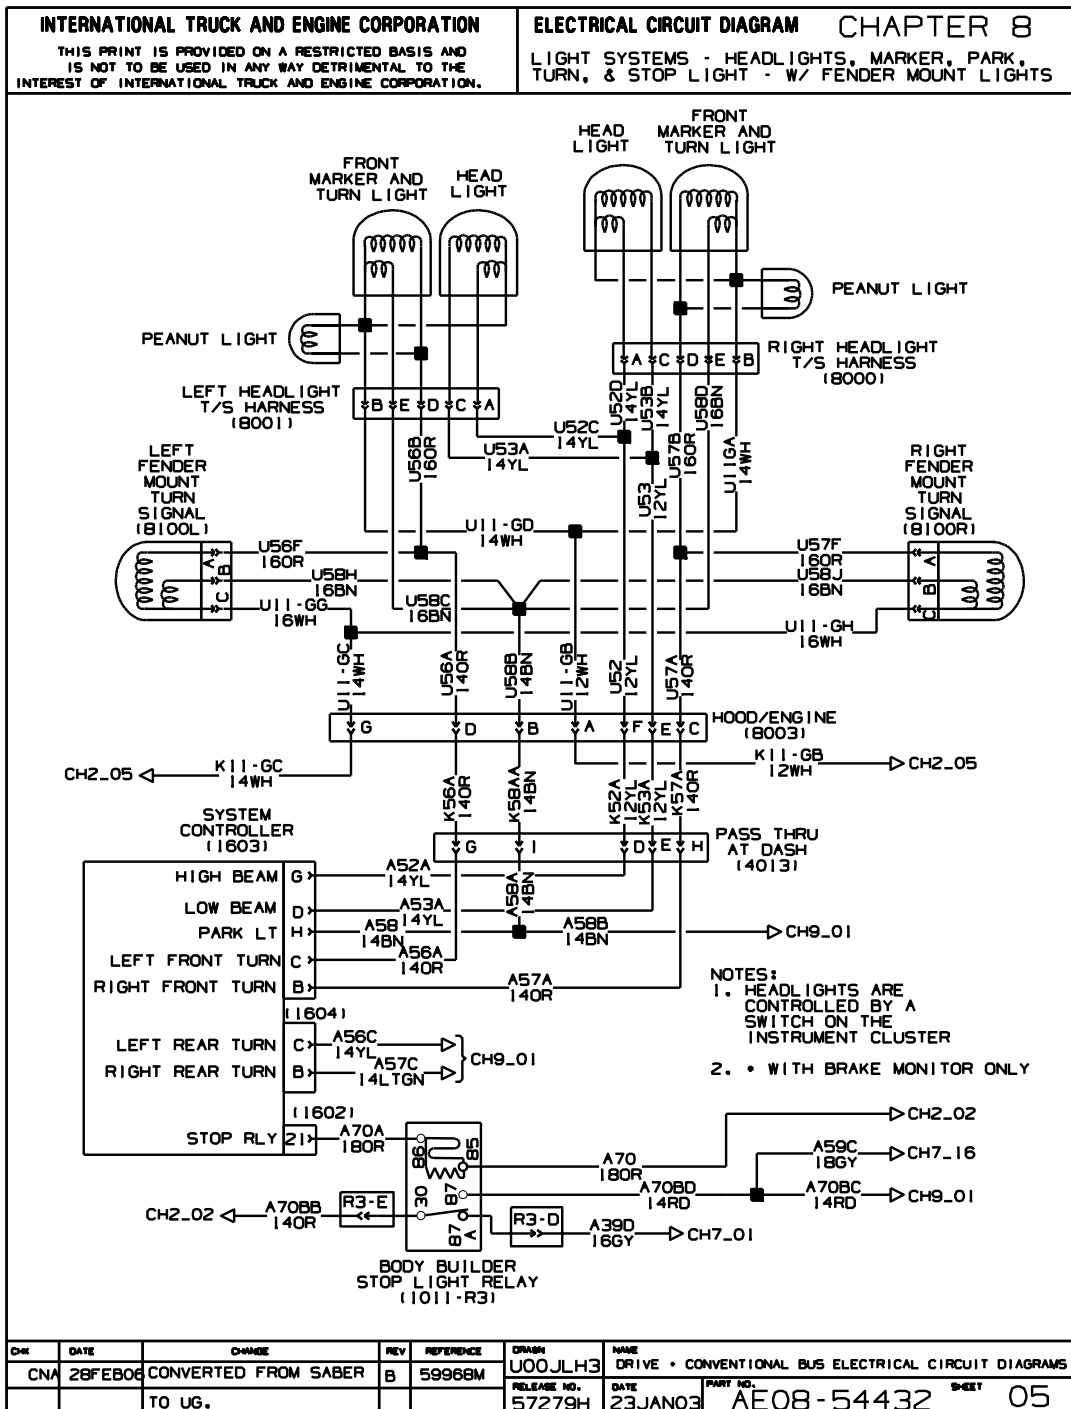 INTERNATIONAL TRUCK AND ENGINE CORPORATION
THIS PRINT IS PROVIDED ON A RESTRICTED BASIS AND
IS NOT TO BE USED IN ANY WAY DETRIMENTAL TO THE
INTEREST OF INTERNATIONAL TRUCK AND ENGINE CORPORATION.
ELECTRICAL CIRCUIT DIAGRAM CHAPTER 8
LIGHT SYSTEMS - HEADLIGHTS, MARKER, PARK,
TURN, & STOP LIGHT - W/ FENDER MOUNT LIGHTS
FRONT
MARKER AND
TURN LIGHT
HEAD
LIGHT
HEAD
LIGHT
FRONT
MARKER AND
TURN LIGHT
PEANUT LIGHT
PEANUT LIGHT
RIGHT HEADLIGHT
T/S HARNESS
(8000)
A C D E B
LEFT HEADLIGHT
T/S HARNESS
(8001)
B E D C A
U52D
14YL
U53B
14YL
U58D
16BN
U52C
14YL
U53A
14YL
U56B
16OR
U57B
16OR
U11GA
14WH
U53
12YL
LEFT
FENDER
MOUNT
TURN
SIGNAL
(8100L)
RIGHT
FENDER
MOUNT
TURN
SIGNAL
(8100R)
U11-GD
14WH
A
B
C
U56F
16OR
U58H
16BN
U11-GG
16WH
U58C
16BN
U57F
16OR
U58J
16BN
U11-GH
16WH
A
B
C
U11-GC
14WH
U56A
14OR
U58B
14BN
U11-GB
12WH
U52
12YL
U57A
14OR
G D B A F E C
HOOD/ENGINE
(8003)
CH2_05
K11-GC
14WH
K11-GB
12WH
CH2_05
K56A
14OR
K58AA
14BN
K52A
12YL
K53A
12YL
K57A
14OR
G I D E H
PASS THRU
AT DASH
(4013)
SYSTEM
CONTROLLER
(1603)
HIGH BEAM G
A52A
14YL
LOW BEAM D
A53A
14YL
PARK LT H
A58
14BN
A58A
14BN
A58B
14BN
CH9_01
LEFT FRONT TURN C
A56A
14OR
RIGHT FRONT TURN B
A57A
14OR
(1604)
LEFT REAR TURN C
A56C
14YL
RIGHT REAR TURN B
A57C
14LTGN
CH9_01
(1602)
STOP RLY 21
A70A
18OR
NOTES:
1. HEADLIGHTS ARE
CONTROLLED BY A
SWITCH ON THE
INSTRUMENT CLUSTER
2. • WITH BRAKE MONITOR ONLY
86
85
30
87
87
A
A70
18OR
CH2_02
A59C
18GY
CH7_16
A70BD
14RD
A70BC
14RD
CH9_01
CH2_02
A70BB
14OR
R3-E
R3-D
A39D
16GY
CH7_01
BODY BUILDER
STOP LIGHT RELAY
(1011-R3)
CHK DATE CHANGE REV REFERENCE
CNA 28FEB06 CONVERTED FROM SABER B 59968M
TO UG.
DRAWN
U00JLH3
NAME
DRIVE • CONVENTIONAL BUS ELECTRICAL CIRCUIT DIAGRAMS
RELEASE NO.
57279H
DATE
23JAN03
PART NO.
AE08-54432
SHEET
05